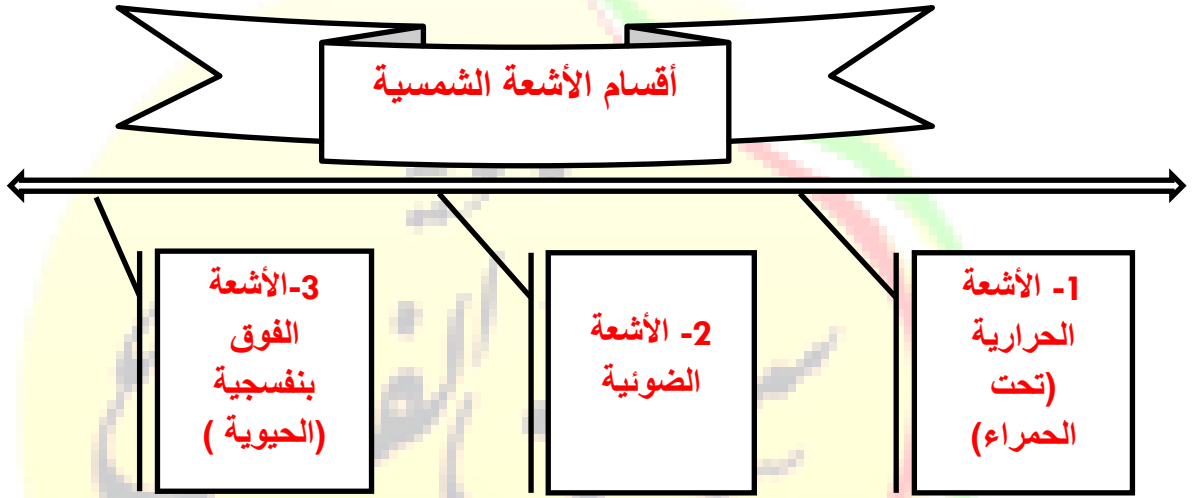 أقسام الأشعة الشمسية
1- الأشعة
الحرارية
(تحت
الحمراء)
2- الأشعة
الضوئية
3-الأشعة
الفوق
بنفسجية
(الحيوية )